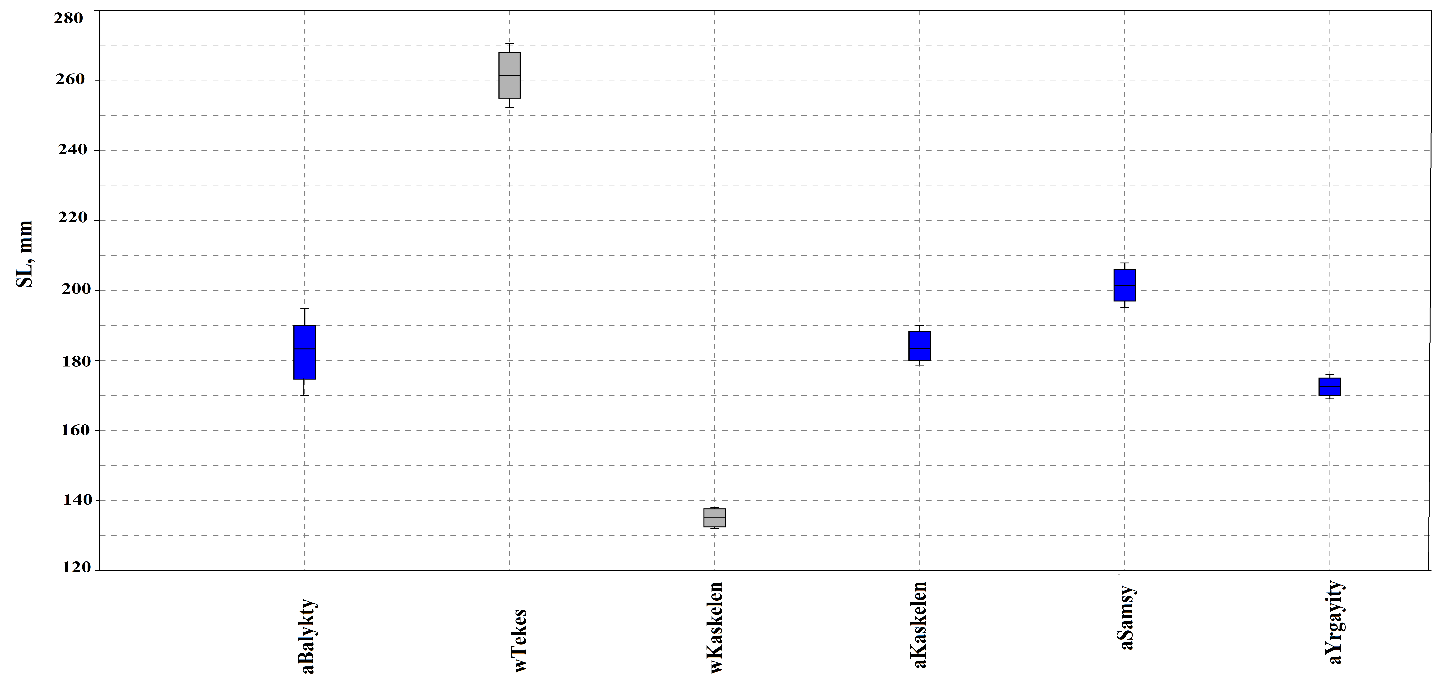 280
260
240
220
200
180
160
140
120
SL, mm
aBalykty
wTekes
wKaskelen
aKaskelen
aSamsy
aYrgayity